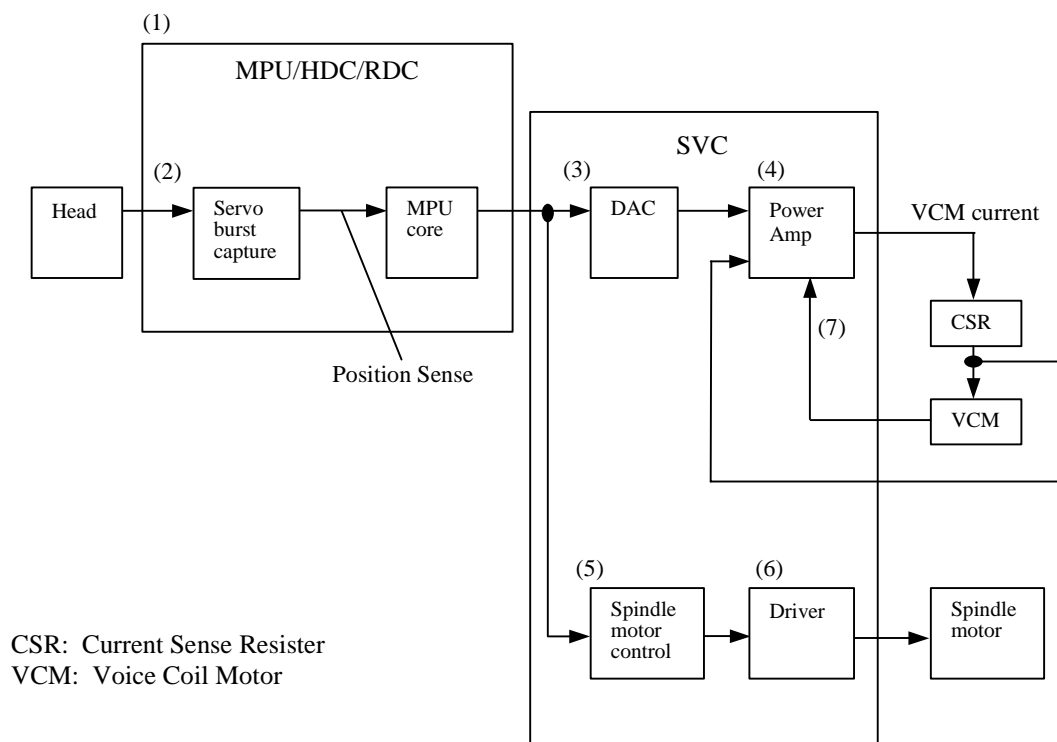 (1)
MPU/HDC/RDC
SVC
(2)
(3)
(4)
Head
Servo
burst
capture
MPU
core
DAC
Power
Amp
VCM current
(7)
CSR
Position Sense
VCM
(5)
(6)
Spindle
motor
control
Driver
Spindle
motor
CSR: Current Sense Resister
VCM: Voice Coil Motor